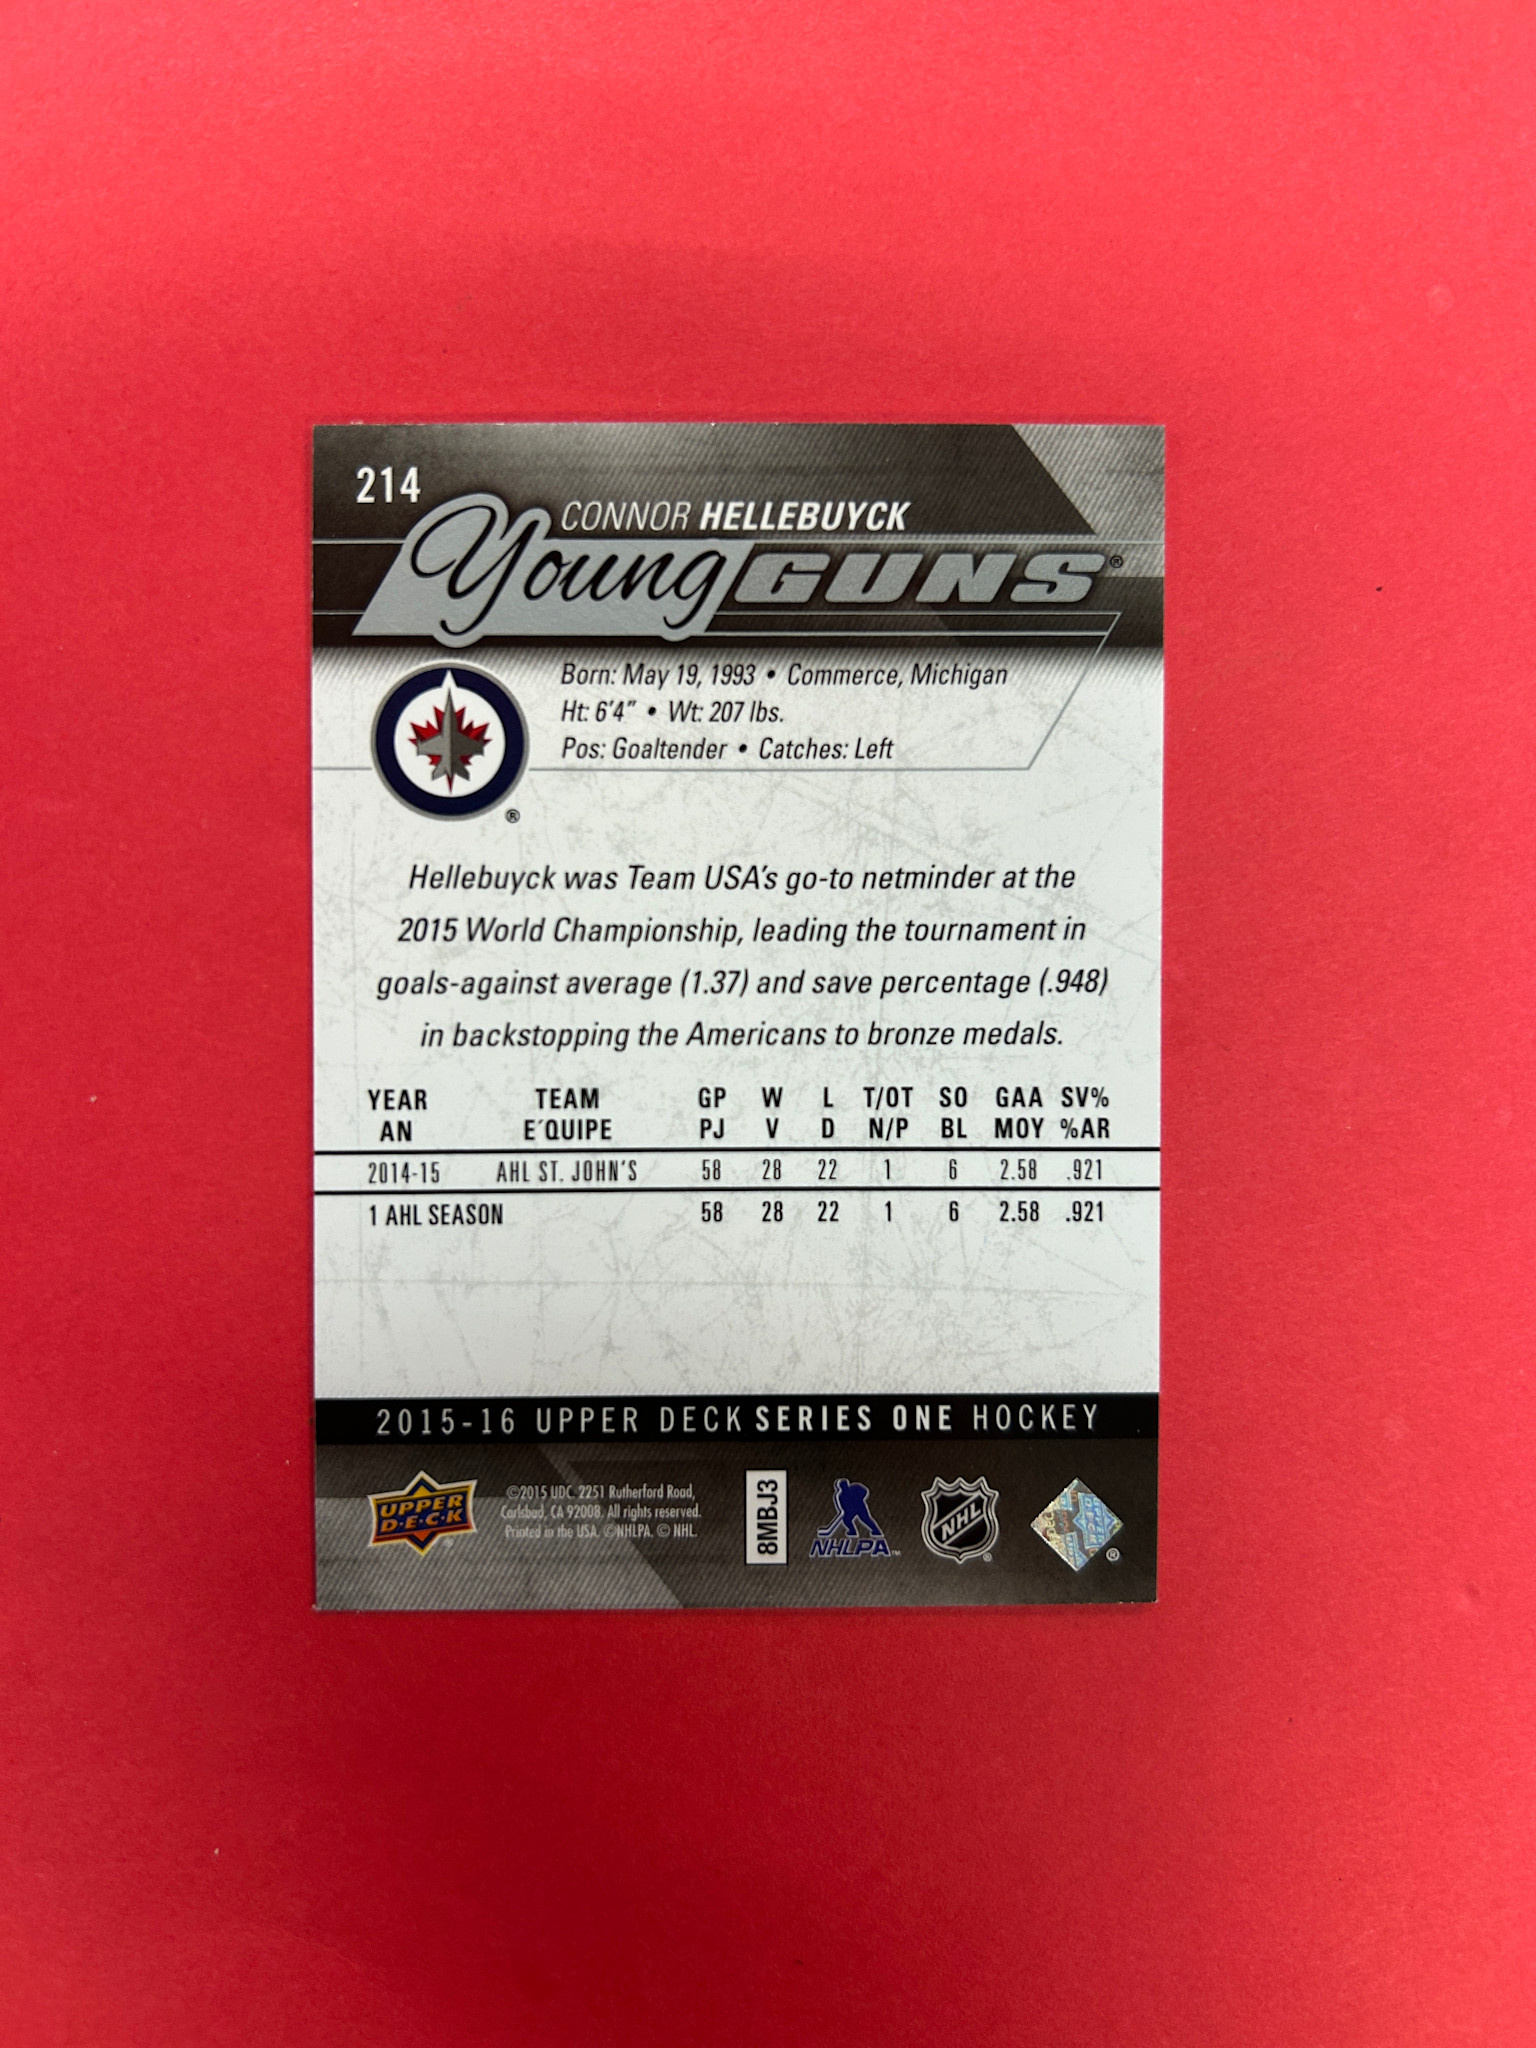 214
CONNOR HELLEBUYCK
Young GUNS®
Born: May 19, 1993 • Commerce, Michigan
Ht: 6'4" • Wt: 207 lbs.
Pos: Goaltender • Catches: Left
®
Hellebuyck was Team USA's go-to netminder at the
2015 World Championship, leading the tournament in
goals-against average (1.37) and save percentage (.948)
in backstopping the Americans to bronze medals.
YEAR TEAM GP W L T/OT SO GAA SV%
AN E´QUIPE PJ V D N/P BL MOY %AR
2014-15 AHL ST. JOHN'S 58 28 22 1 6 2.58 .921
1 AHL SEASON 58 28 22 1 6 2.58 .921
2015-16 UPPER DECK SERIES ONE HOCKEY
UPPER
D·E·C·K
©2015 UDC. 2251 Rutherford Road,
Carlsbad, CA 92008. All rights reserved.
Printed in the USA. ©NHLPA. © NHL.
8MBJ3
NHLPA™
NHL®
UPPER
DECK
®